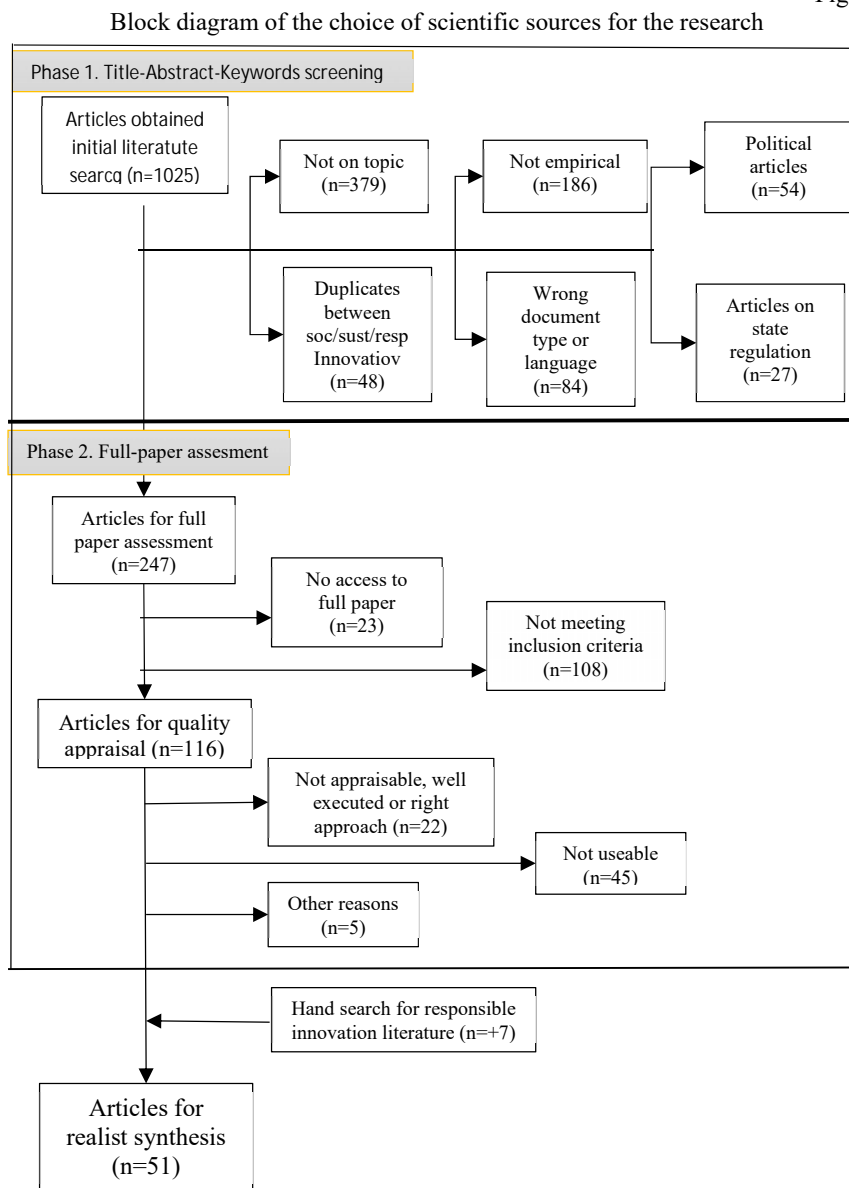 Fig
Block diagram of the choice of scientific sources for the research
Phase 1. Title-Abstract-Keywords screening
Articles obtained
initial literatute
searcq (n=1025)
Not on topic
(n=379)
Not empirical
(n=186)
Political
articles
(n=54)
Duplicates
between
soc/sust/resp
Innovatiov
(n=48)
Wrong
document
type or
language
(n=84)
Articles on
state
regulation
(n=27)
Phase 2. Full-paper assesment
Articles for full
paper assessment
(n=247)
No access to
full paper
(n=23)
Not meeting
inclusion criteria
(n=108)
Articles for quality
appraisal (n=116)
Not appraisable, well
executed or right
approach (n=22)
Not useable
(n=45)
Other reasons
(n=5)
Hand search for responsible
innovation literature (n=+7)
Articles for
realist synthesis
(n=51)